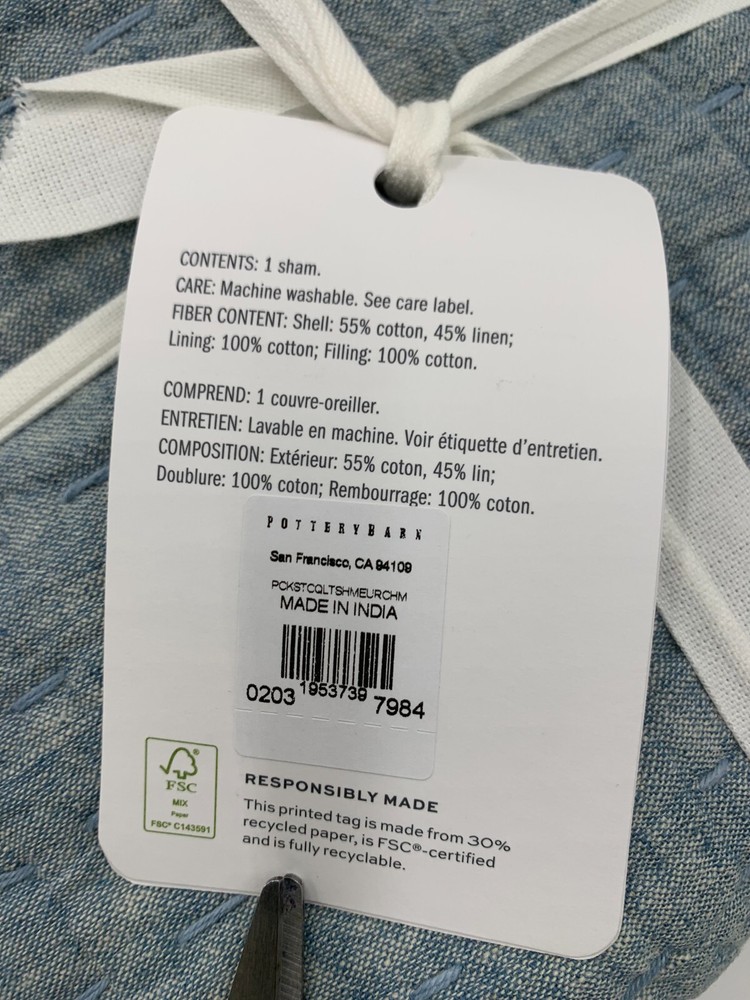 CONTENTS: 1 sham.
CARE: Machine washable. See care label.
FIBER CONTENT: Shell: 55% cotton, 45% linen;
Lining: 100% cotton; Filling: 100% cotton.
COMPREND: 1 couvre-oreiller.
ENTRETIEN: Lavable en machine. Voir étiquette d'entretien.
COMPOSITION: Extérieur: 55% coton, 45% lin;
Doublure: 100% coton; Rembourrage: 100% coton.
POTTERYBARN
San Francisco, CA 94109
PCKSTCQLTSHMEURCHM
MADE IN INDIA
0203 1953739 7984
FSC
MIX
Paper
FSC® C143591
RESPONSIBLY MADE
This printed tag is made from 30%
recycled paper, is FSC®-certified
and is fully recyclable.